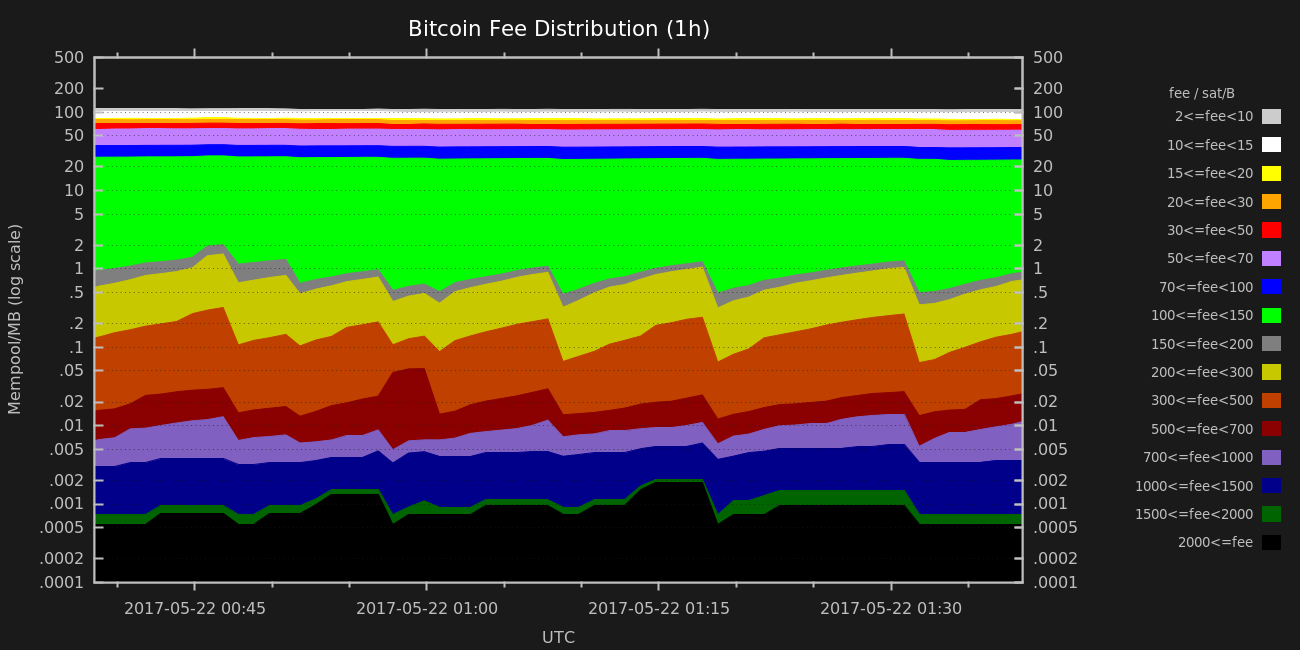 Bitcoin Fee Distribution (1h)
Mempool/MB (log scale)
500
200
100
50
20
10
5
2
1
.5
.2
.1
.05
.02
.01
.005
.002
.001
.0005
.0002
.0001
500
200
100
50
20
10
5
2
1
.5
.2
.1
.05
.02
.01
.005
.002
.001
.0005
.0002
.0001
2017-05-22 00:45 2017-05-22 01:00 2017-05-22 01:15 2017-05-22 01:30
UTC
fee / sat/B
2<=fee<10
10<=fee<15
15<=fee<20
20<=fee<30
30<=fee<50
50<=fee<70
70<=fee<100
100<=fee<150
150<=fee<200
200<=fee<300
300<=fee<500
500<=fee<700
700<=fee<1000
1000<=fee<1500
1500<=fee<2000
2000<=fee